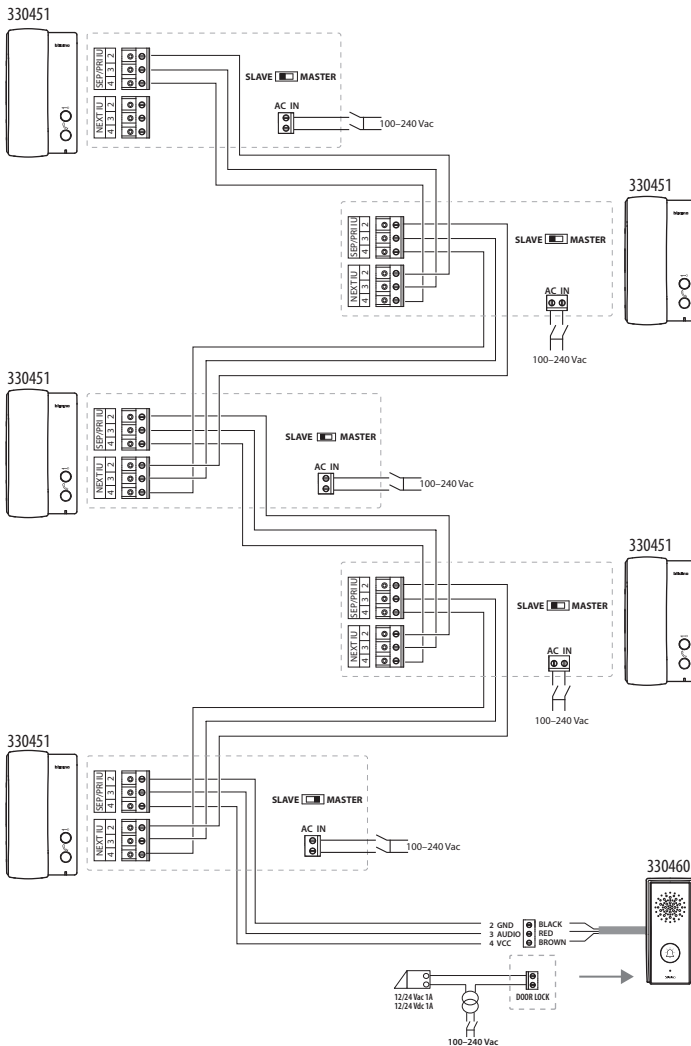 330451
SEP/PRI IU
2
3
4
NEXT IU
2
3
4
SLAVE MASTER
AC IN
100–240 Vac
330451
SEP/PRI IU
2
3
4
NEXT IU
2
3
4
SLAVE MASTER
AC IN
100–240 Vac
330451
SEP/PRI IU
2
3
4
NEXT IU
2
3
4
SLAVE MASTER
AC IN
100–240 Vac
330451
SEP/PRI IU
2
3
4
NEXT IU
2
3
4
SLAVE MASTER
AC IN
100–240 Vac
330451
SEP/PRI IU
2
3
4
NEXT IU
2
3
4
SLAVE MASTER
AC IN
100–240 Vac
330460
2 GND BLACK
3 AUDIO RED
4 VCC BROWN
12/24 Vac 1A
12/24 Vdc 1A
DOOR LOCK
100–240 Vac